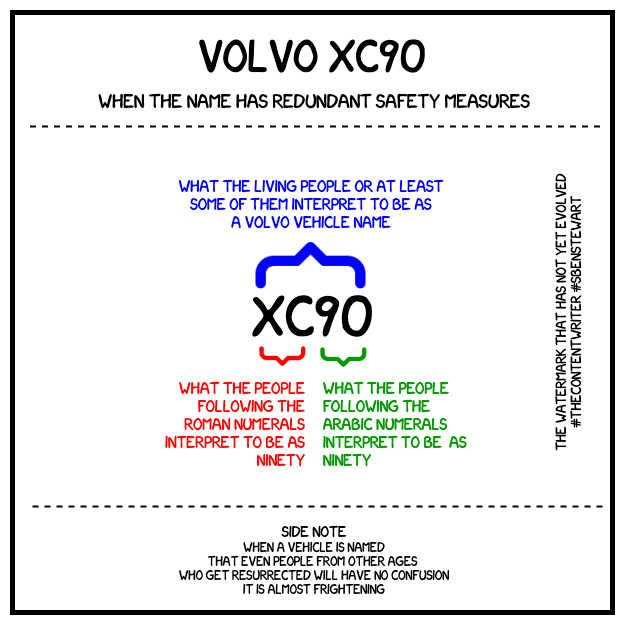 VOLVO XC90
WHEN THE NAME HAS REDUNDANT SAFETY MEASURES
WHAT THE LIVING PEOPLE OR AT LEAST
SOME OF THEM INTERPRET TO BE AS
A VOLVO VEHICLE NAME
XC90
WHAT THE PEOPLE
FOLLOWING THE
ROMAN NUMERALS
INTERPRET TO BE AS
NINETY
WHAT THE PEOPLE
FOLLOWING THE
ARABIC NUMERALS
INTERPRET TO BE AS
NINETY
THE WATERMARK THAT HAS NOT YET EVOLVED
#THECONTENTWRITER #SBENSTEWART
SIDE NOTE
WHEN A VEHICLE IS NAMED
THAT EVEN PEOPLE FROM OTHER AGES
WHO GET RESURRECTED WILL HAVE NO CONFUSION
IT IS ALMOST FRIGHTENING